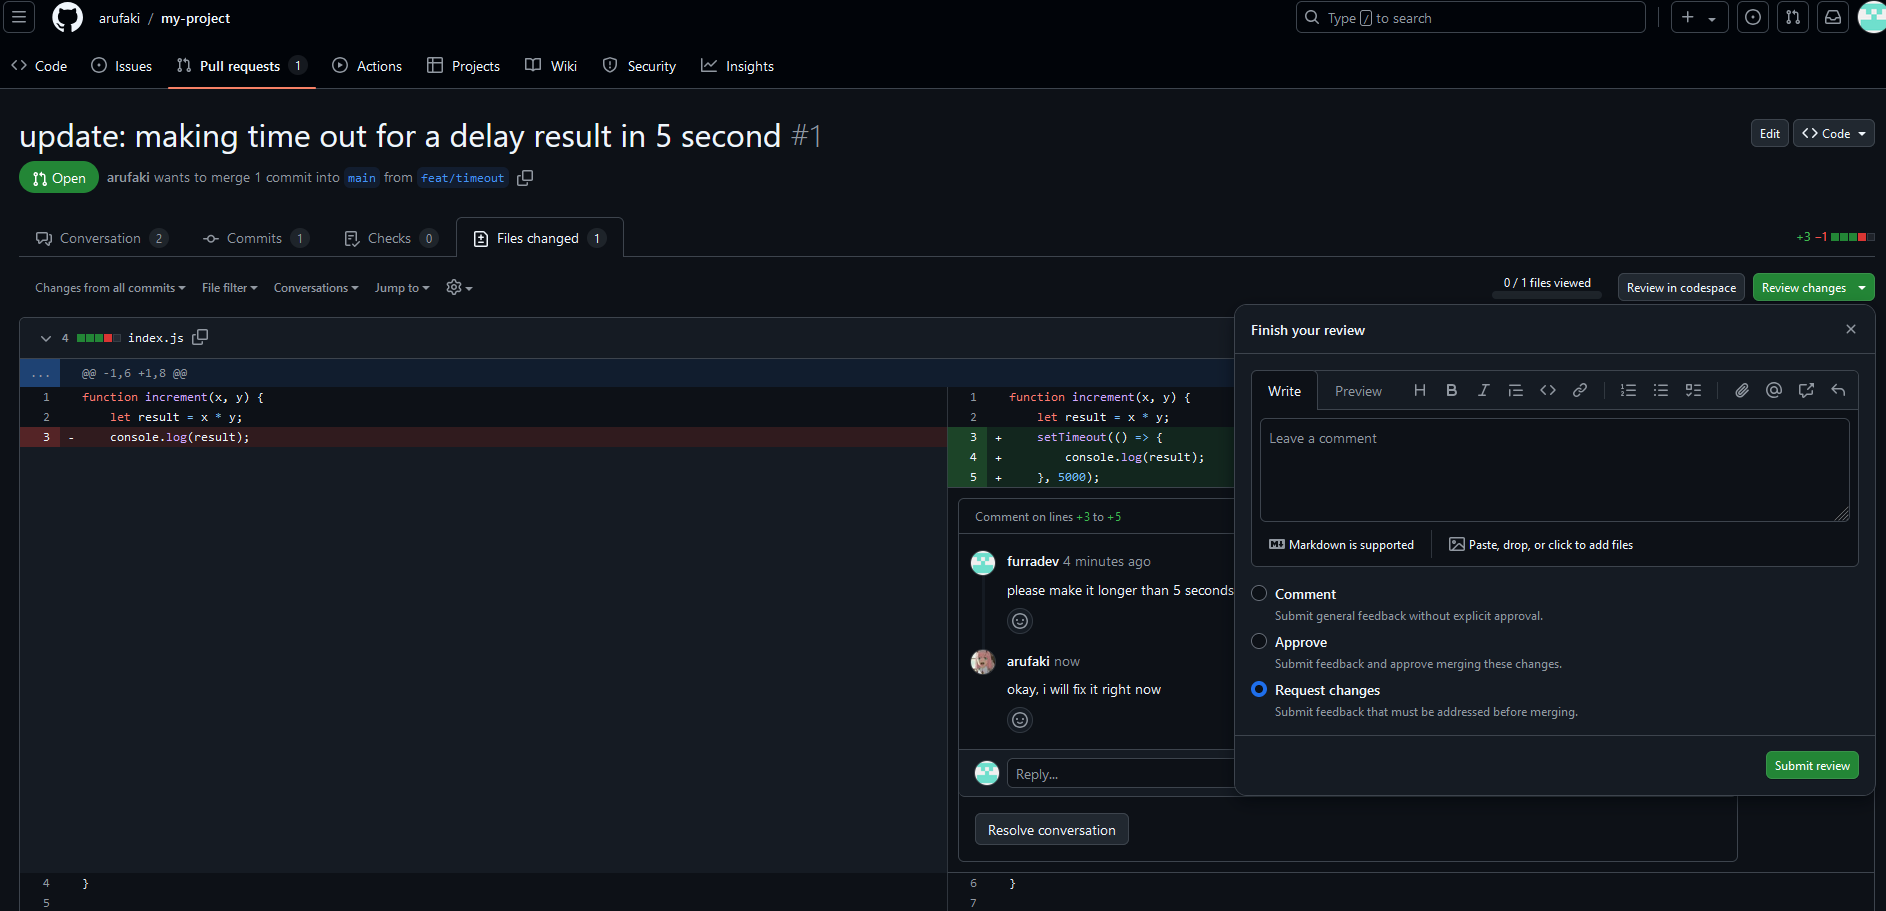 arufaki / my-project
Type / to search
Code
Issues
Pull requests 1
Actions
Projects
Wiki
Security
Insights
update: making time out for a delay result in 5 second #1
Edit
Code
Open
arufaki wants to merge 1 commit into main from feat/timeout
Conversation 2
Commits 1
Checks 0
Files changed 1
+3 −1
Changes from all commits
File filter
Conversations
Jump to
0 / 1 files viewed
Review in codespace
Review changes
4 index.js
... @@ -1,6 +1,8 @@
1 function increment(x, y) {
2 let result = x * y;
3 - console.log(result);
1 function increment(x, y) {
2 let result = x * y;
3 + setTimeout(() => {
4 + console.log(result);
5 + }, 5000);
Comment on lines +3 to +5
furradev 4 minutes ago
please make it longer than 5 seconds
arufaki now
okay, i will fix it right now
Reply...
Resolve conversation
4 }
5
6 }
7
Finish your review
Write
Preview
Leave a comment
Markdown is supported
Paste, drop, or click to add files
Comment
Submit general feedback without explicit approval.
Approve
Submit feedback and approve merging these changes.
Request changes
Submit feedback that must be addressed before merging.
Submit review